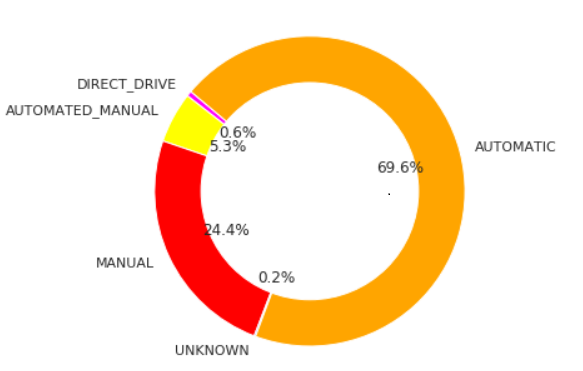 DIRECT_DRIVE
AUTOMATED_MANUAL
0.6%
5.3%
AUTOMATIC
69.6%
24.4%
MANUAL
0.2%
UNKNOWN